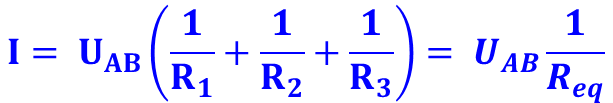 I = U_AB (1/R_1 + 1/R_2 + 1/R_3) = U_AB 1/R_eq